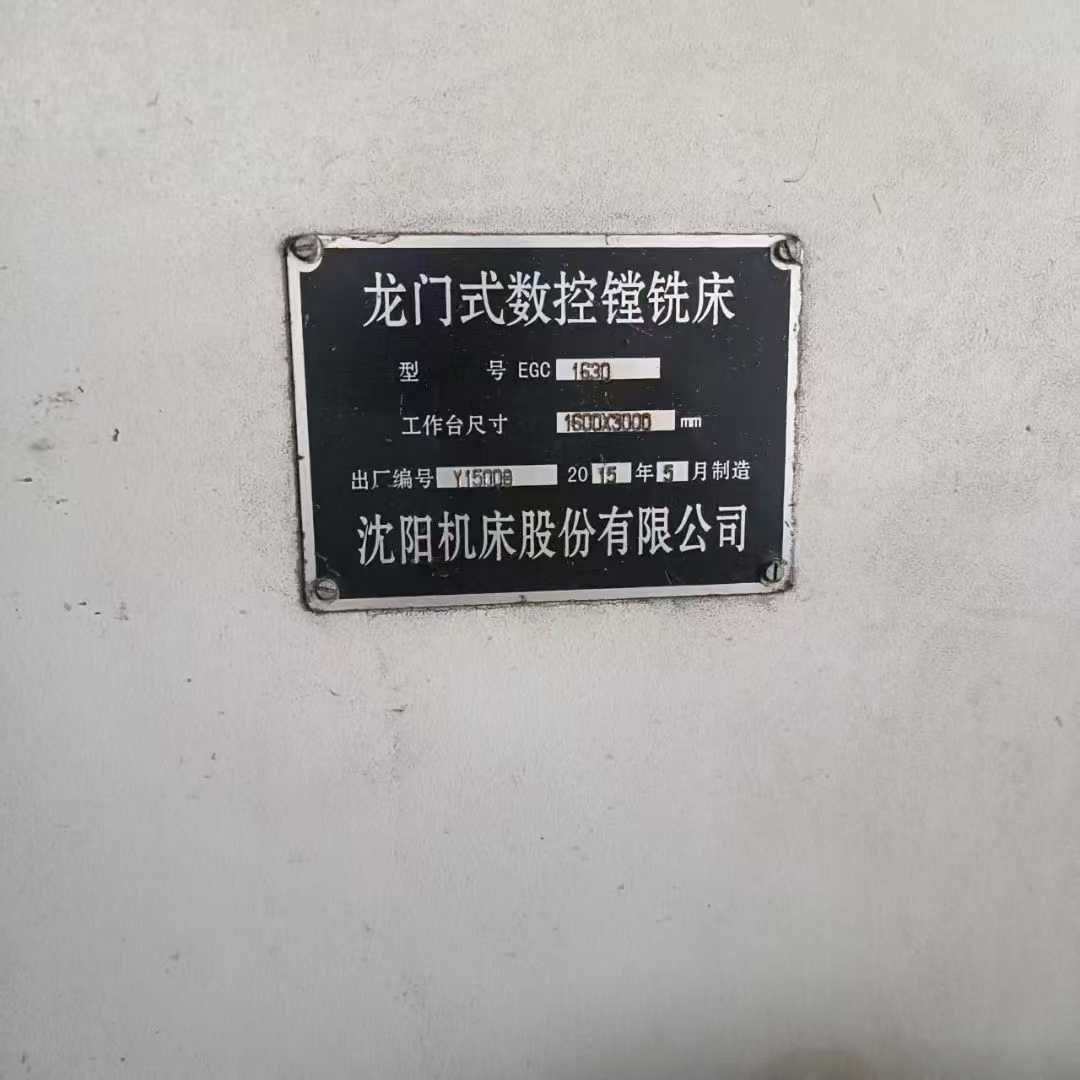 龙门式数控镗铣床
型 号 EGC 1630
工作台尺寸 1600X3000 mm
出厂编号 Y15008 2015年5月制造
沈阳机床股份有限公司